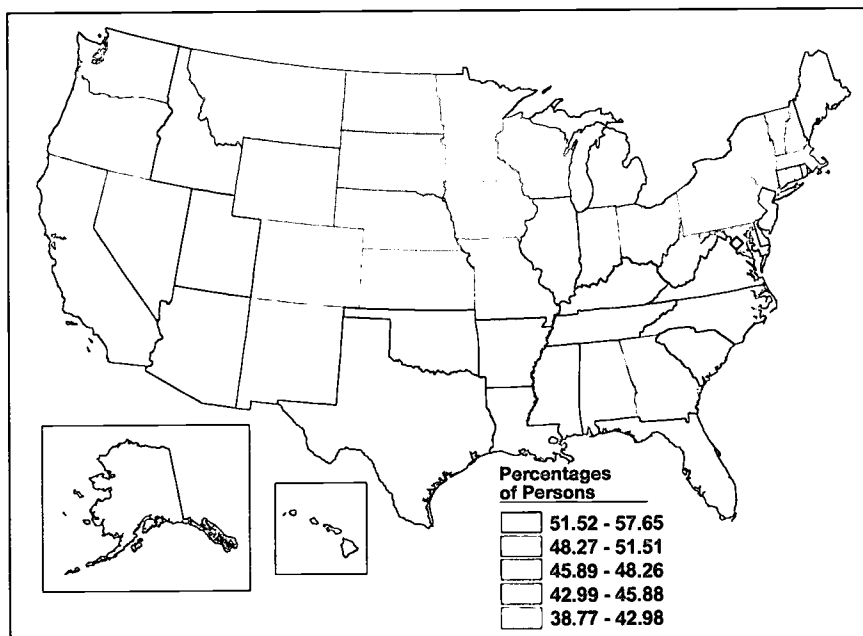 Percentages
of Persons
51.52 - 57.65
48.27 - 51.51
45.89 - 48.26
42.99 - 45.88
38.77 - 42.98